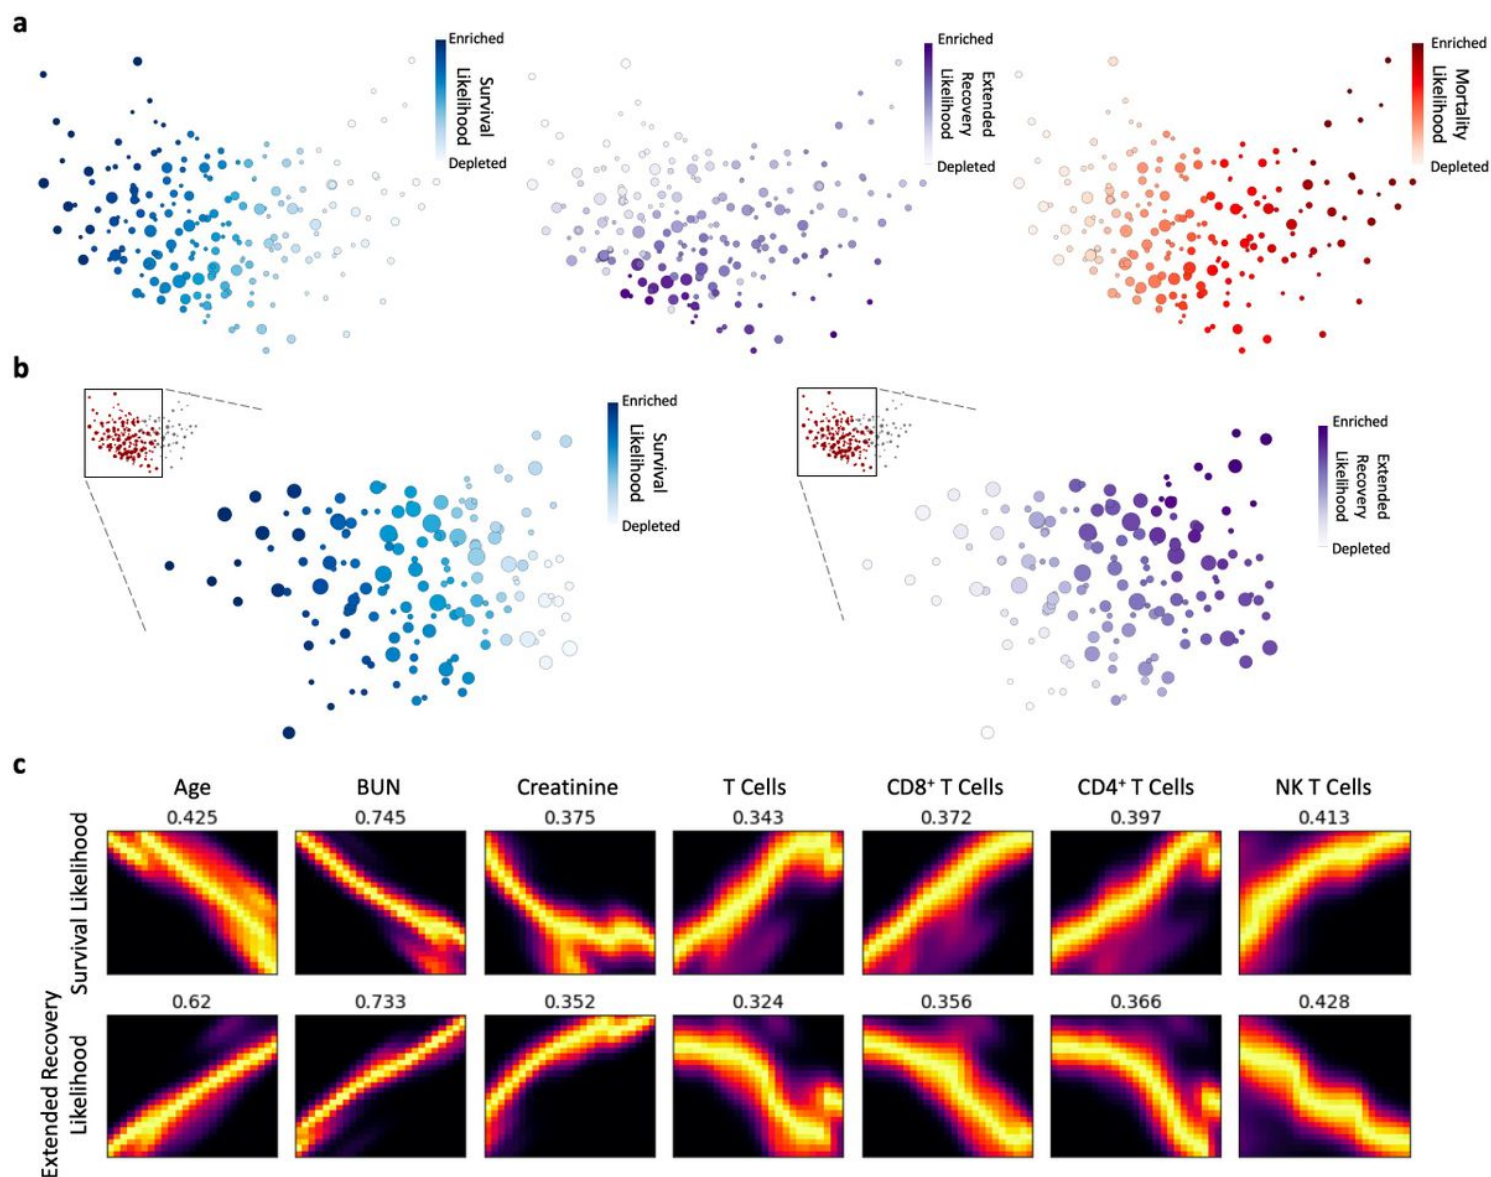 a
Enriched
Survival
Likelihood
Depleted
Enriched
Extended
Recovery
Likelihood
Depleted
Enriched
Mortality
Likelihood
Depleted
b
Enriched
Survival
Likelihood
Depleted
Enriched
Extended
Recovery
Likelihood
Depleted
c
Age BUN Creatinine T Cells CD8⁺ T Cells CD4⁺ T Cells NK T Cells
0.425 0.745 0.375 0.343 0.372 0.397 0.413
Survival Likelihood
0.62 0.733 0.352 0.324 0.356 0.366 0.428
Extended Recovery
Likelihood